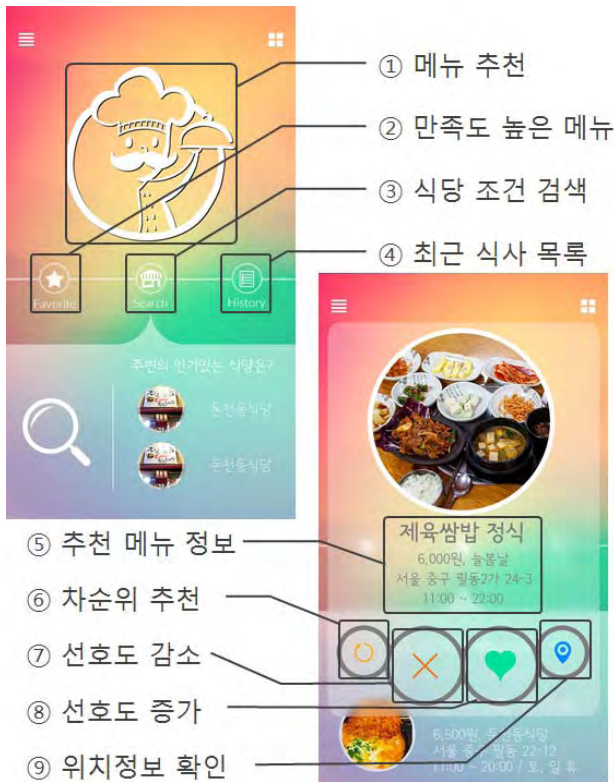 ① 메뉴 추천
② 만족도 높은 메뉴
③ 식당 조건 검색
④ 최근 식사 목록
Favorite
Search
History
주변의 인기있는 식당은?
돈천동식당
돈천동식당
제육쌈밥 정식
6,000원, 늘봄날
서울 중구 필동2가 24-3
11:00 ~ 22:00
⑤ 추천 메뉴 정보
⑥ 차순위 추천
⑦ 선호도 감소
⑧ 선호도 증가
⑨ 위치정보 확인
6,500원, 돈천동식당
서울 중구 필동 22-12
11:00 ~ 20:00 / 토, 일 휴